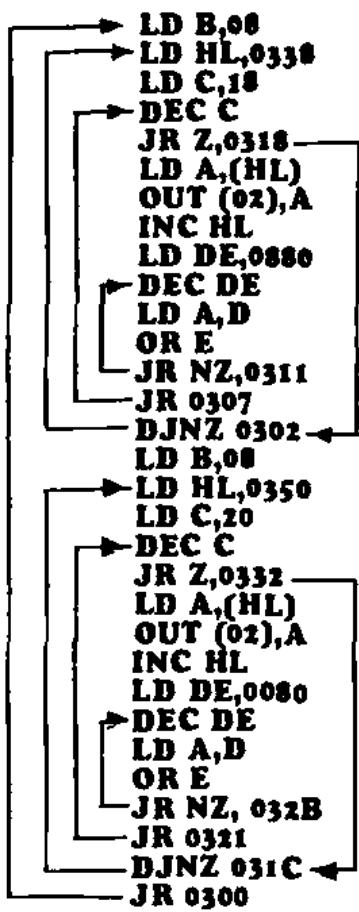 LD B,08
LD HL,0338
LD C,18
DEC C
JR Z,0318
LD A,(HL)
OUT (02),A
INC HL
LD DE,0880
DEC DE
LD A,D
OR E
JR NZ,0311
JR 0307
DJNZ 0302
LD B,08
LD HL,0350
LD C,20
DEC C
JR Z,0332
LD A,(HL)
OUT (02),A
INC HL
LD DE,0080
DEC DE
LD A,D
OR E
JR NZ, 032B
JR 0321
DJNZ 031C
JR 0300